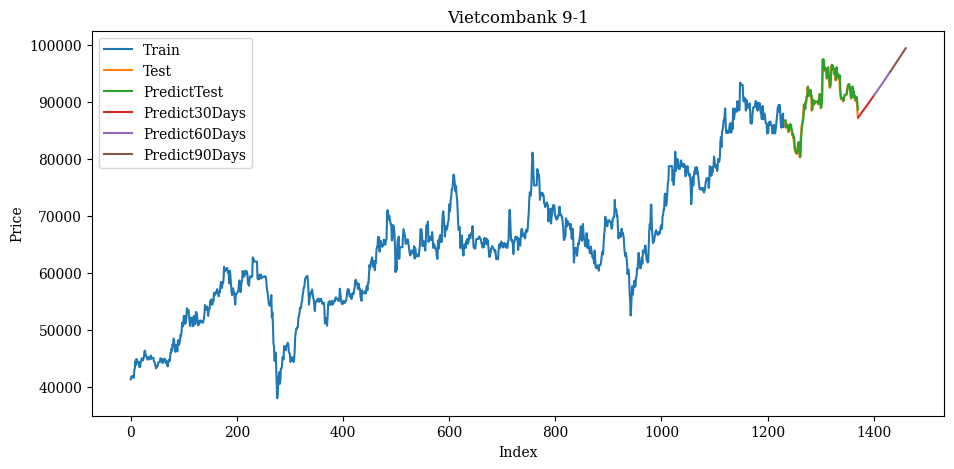 Vietcombank 9-1
Train
Test
PredictTest
Predict30Days
Predict60Days
Predict90Days
100000
90000
80000
70000
60000
50000
40000
Price
0 200 400 600 800 1000 1200 1400
Index